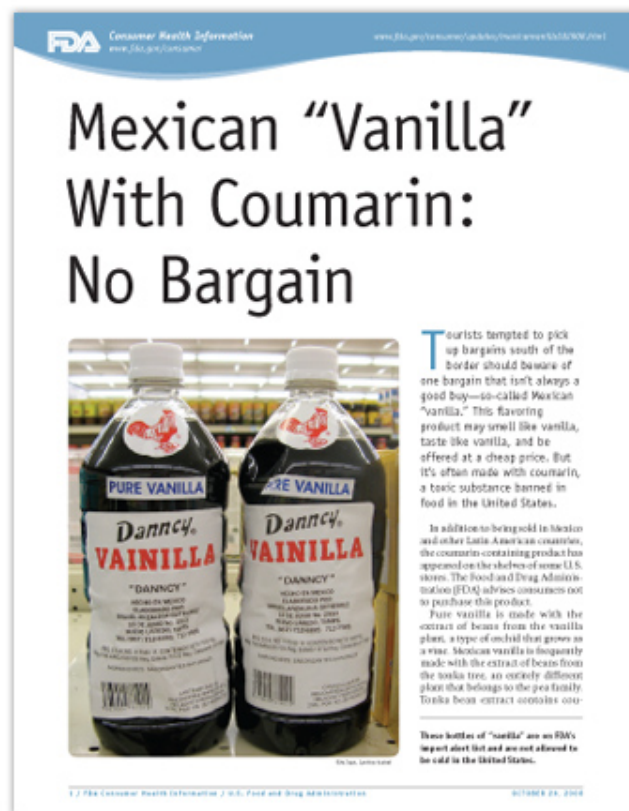 FDA
Consumer Health Information
www.fda.gov/consumer
Mexican “Vanilla”
With Coumarin:
No Bargain
Tourists tempted to pick
up bargains south of the
border should beware of
one bargain that isn’t always a
good buy—so-called Mexican
“vanilla.” This flavoring
product may smell like vanilla,
taste like vanilla, and be
offered at a cheap price. But
it’s often made with coumarin,
a toxic substance banned in
food in the United States.
In addition to being sold in Mexico
and other Latin American countries,
the coumarin-containing product has
appeared on the shelves of some U.S.
stores. The Food and Drug Adminis-
tration (FDA) advises consumers not
to purchase this product.
Pure vanilla is made with the
extract of beans from the vanilla
plant, a type of orchid that grows as
a vine. Mexican vanilla is frequently
made with the extract of beans from
the tonka tree, an entirely different
plant that belongs to the pea family.
Tonka bean extract contains cou-
PURE VANILLA
Danncy
VAINILLA
"DANNCY"
HECHO EN MEXICO
PURE VANILLA
Danncy
VAINILLA
"DANNCY"
HECHO EN MEXICO
These bottles of “vanilla” are on FDA’s
import alert list and are not allowed to
be sold in the United States.
1 / FDA Consumer Health Information / U.S. Food and Drug Administration
OCTOBER 28, 2008